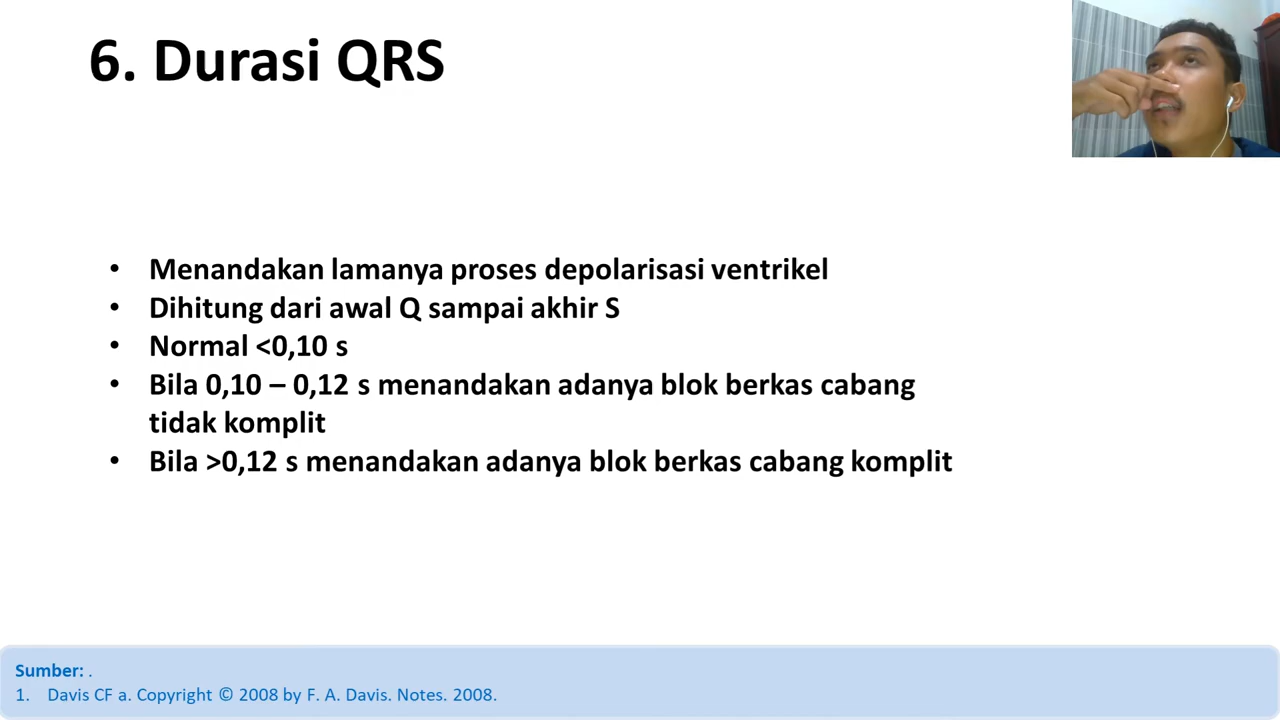 6. Durasi QRS
• Menandakan lamanya proses depolarisasi ventrikel
• Dihitung dari awal Q sampai akhir S
• Normal <0,10 s
• Bila 0,10 – 0,12 s menandakan adanya blok berkas cabang
tidak komplit
• Bila >0,12 s menandakan adanya blok berkas cabang komplit
Sumber: .
1. Davis CF a. Copyright © 2008 by F. A. Davis. Notes. 2008.